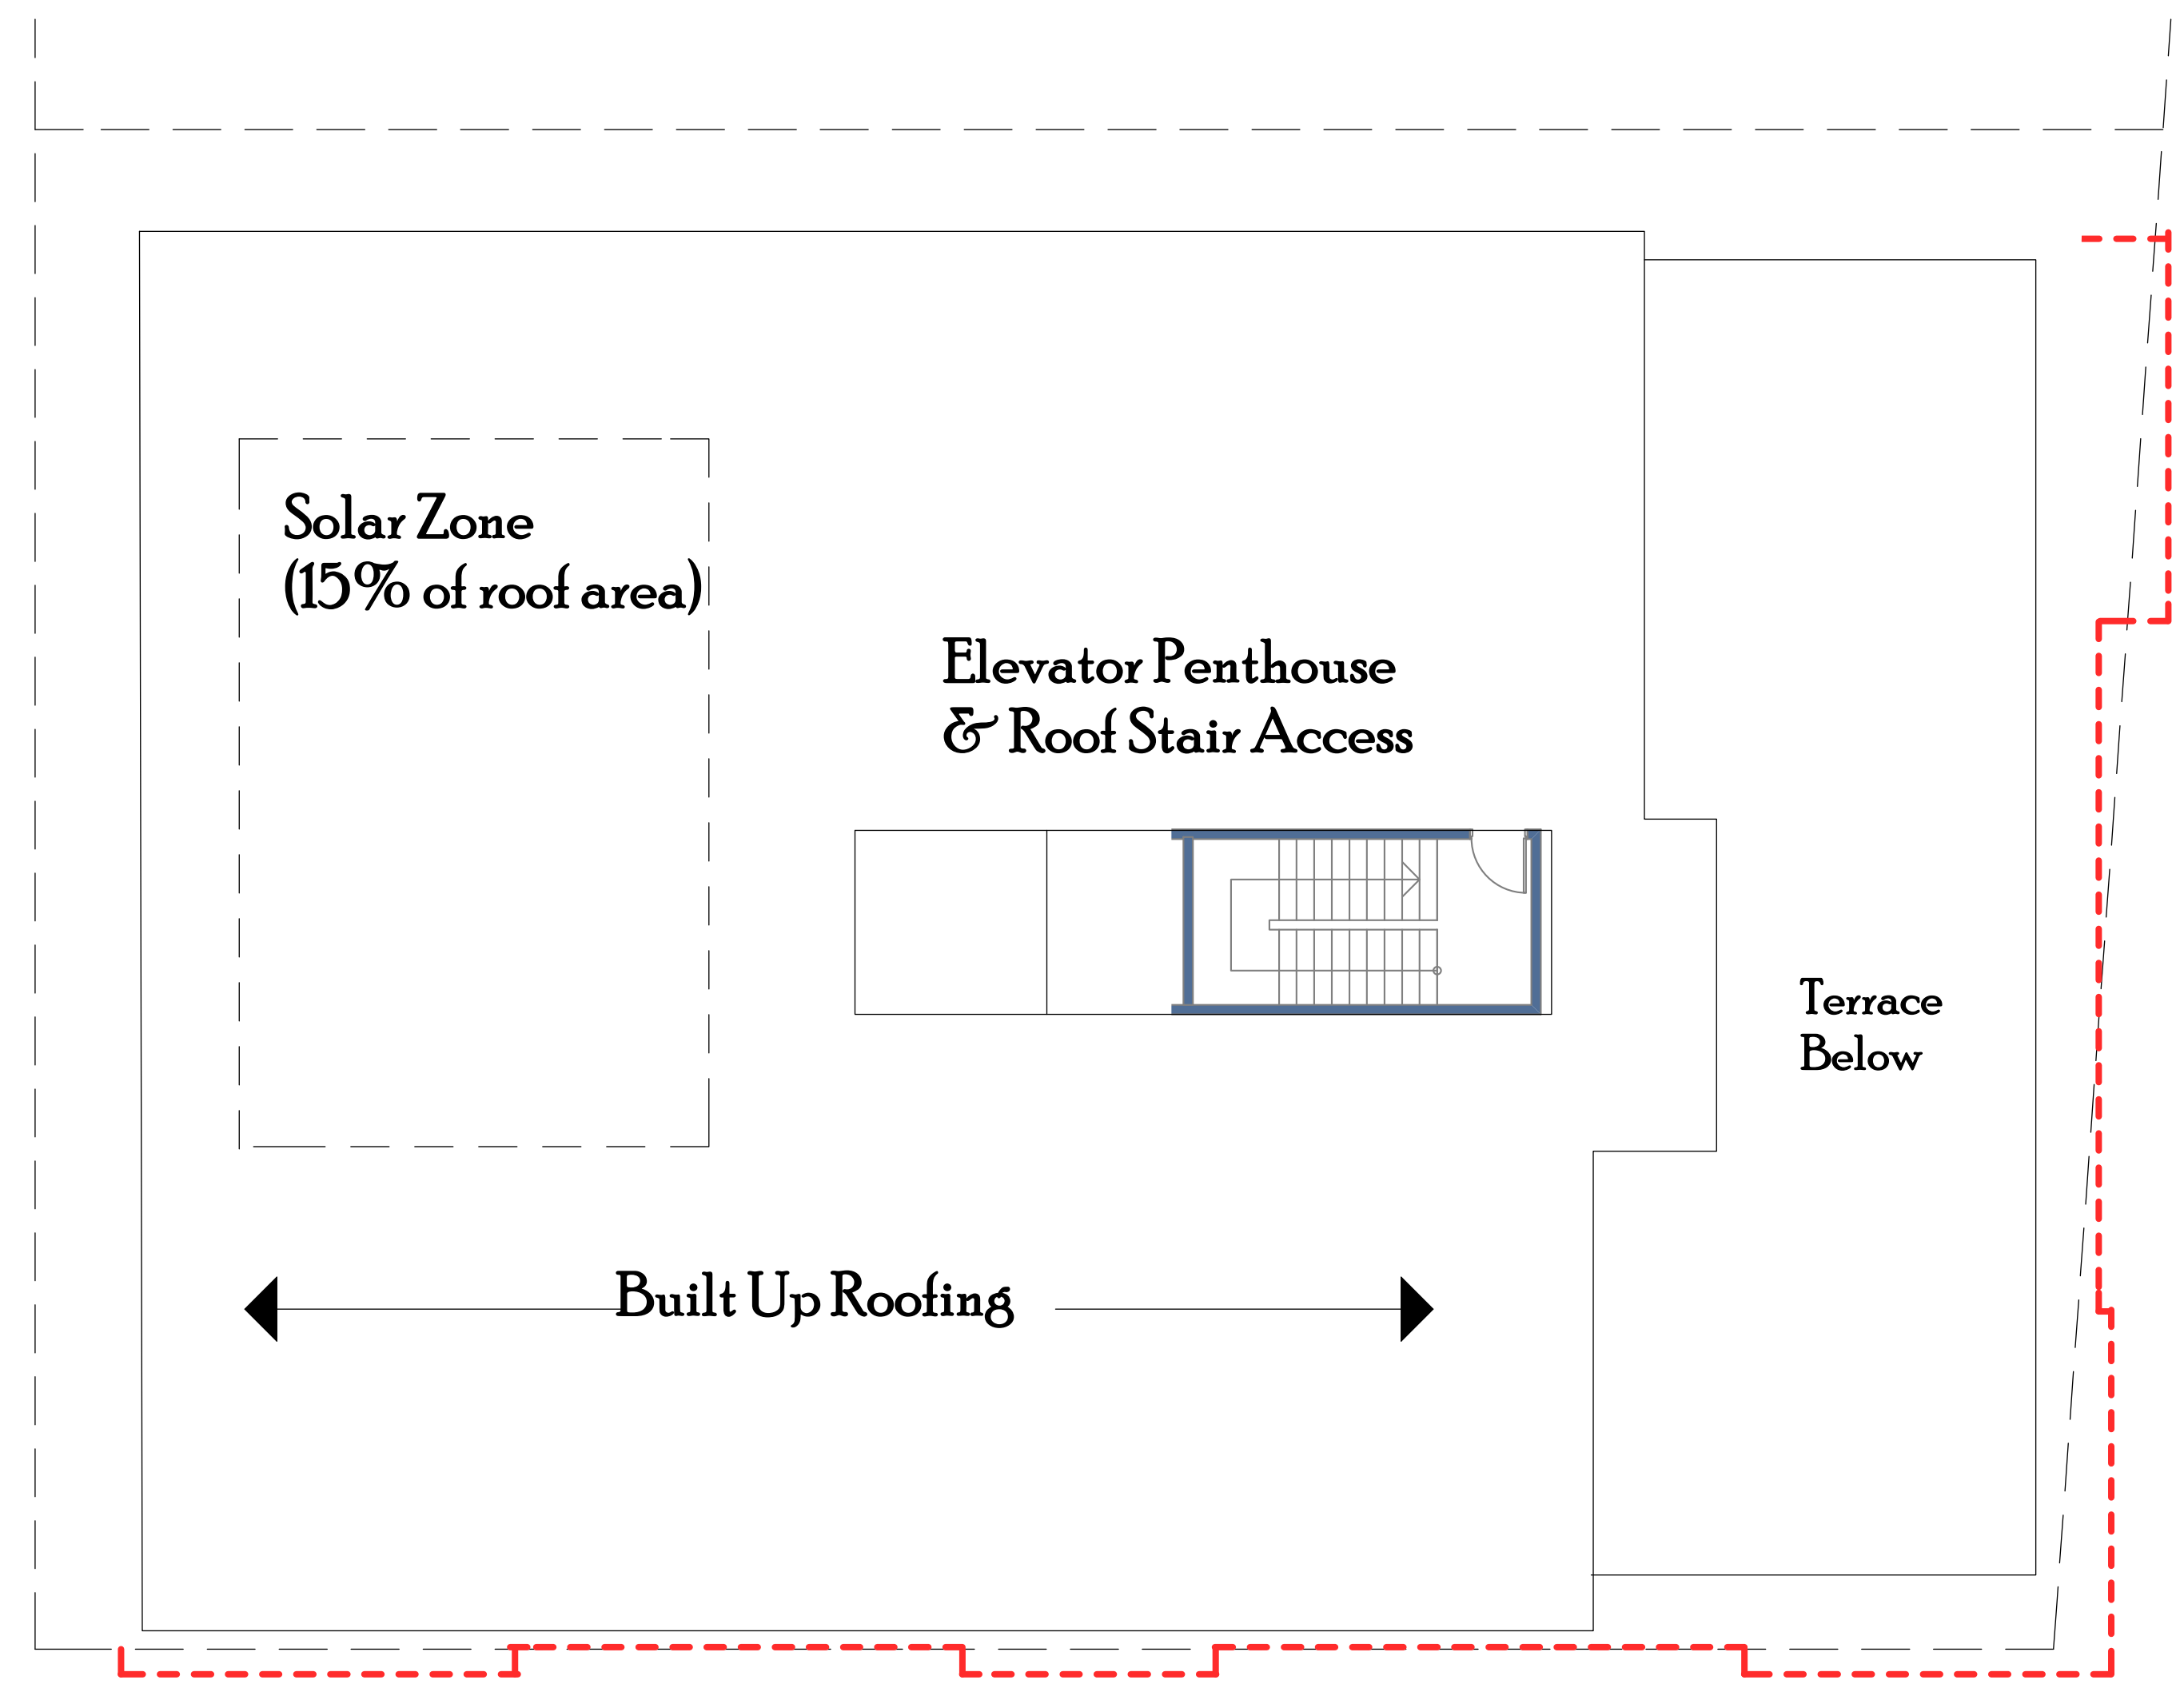 Solar Zone
(15% of roof area)
Elevator Penthouse
& Roof Stair Access
Terrace
Below
Built Up Roofing